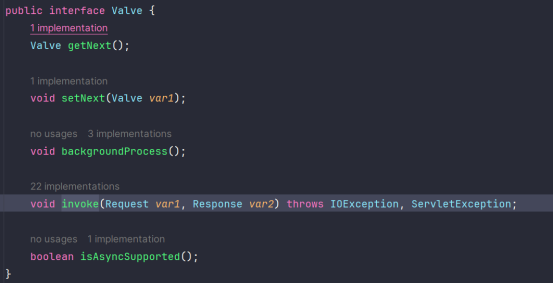 public interface Valve {
1 implementation
Valve getNext();
1 implementation
void setNext(Valve var1);
no usages   3 implementations
void backgroundProcess();
22 implementations
void invoke(Request var1, Response var2) throws IOException, ServletException;
no usages   1 implementation
boolean isAsyncSupported();
}